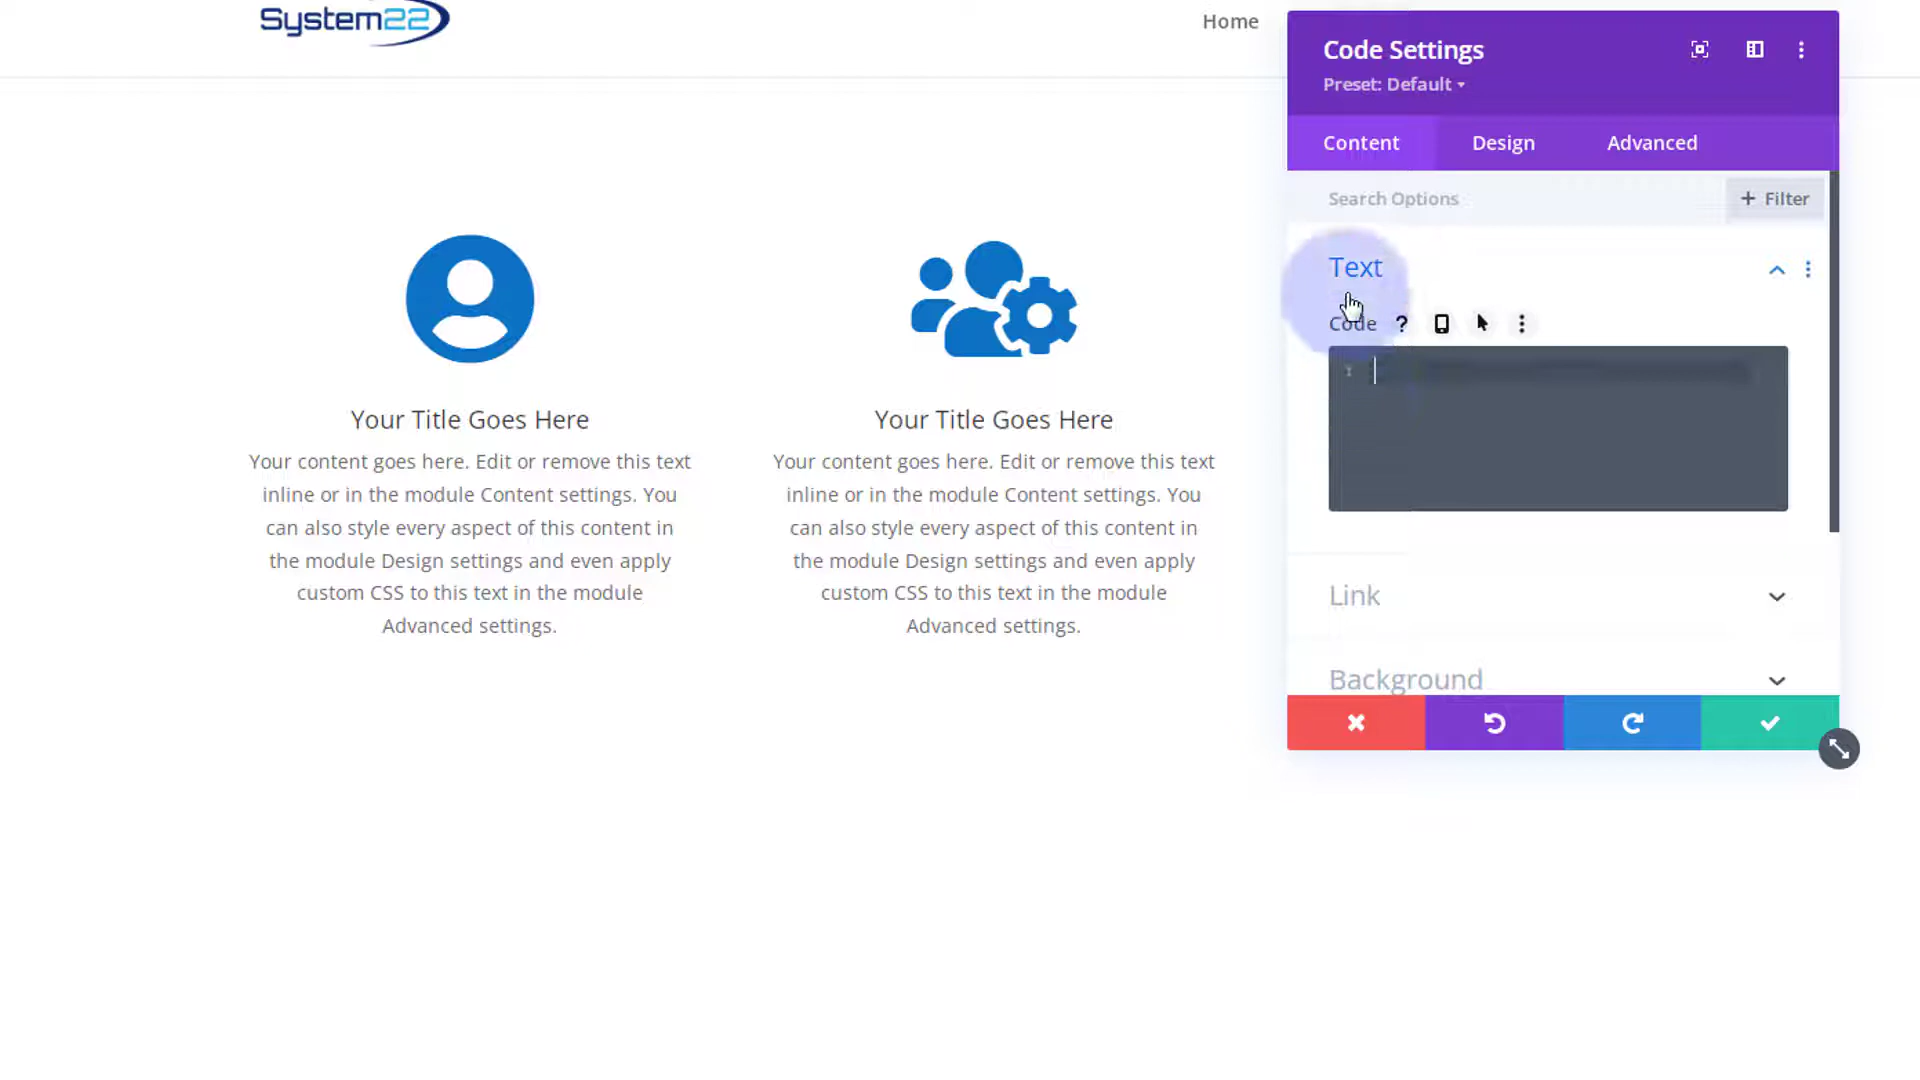 System22
Home
Your Title Goes Here
Your content goes here. Edit or remove this text
inline or in the module Content settings. You
can also style every aspect of this content in
the module Design settings and even apply
custom CSS to this text in the module
Advanced settings.
Your Title Goes Here
Your content goes here. Edit or remove this text
inline or in the module Content settings. You
can also style every aspect of this content in
the module Design settings and even apply
custom CSS to this text in the module
Advanced settings.
Code Settings
Preset: Default
Content Design Advanced
Search Options + Filter
Text
Code ?
1
Link
Background